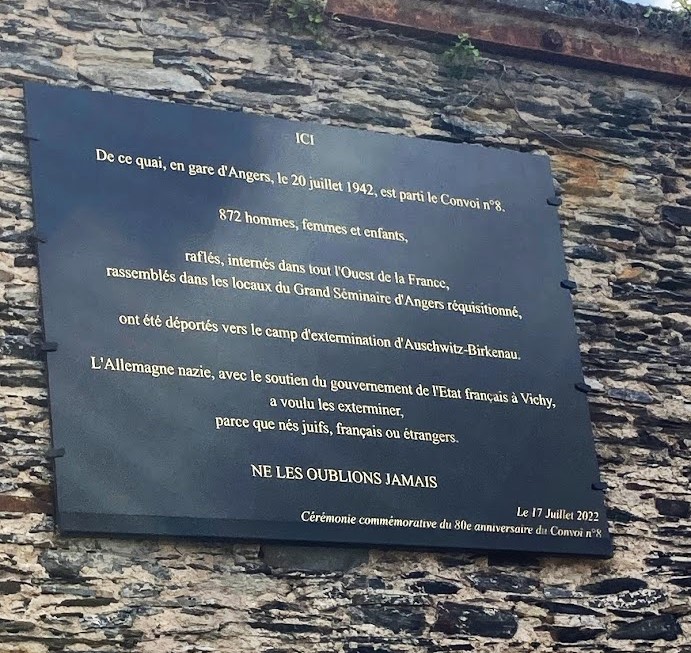 ICI
De ce quai, en gare d'Angers, le 20 juillet 1942, est parti le Convoi n°8.
872 hommes, femmes et enfants,
raflés, internés dans tout l'Ouest de la France,
rassemblés dans les locaux du Grand Séminaire d'Angers réquisitionné,
ont été déportés vers le camp d'extermination d'Auschwitz-Birkenau.
L'Allemagne nazie, avec le soutien du gouvernement de l'Etat français à Vichy,
a voulu les exterminer,
parce que nés juifs, français ou étrangers.
NE LES OUBLIONS JAMAIS
Le 17 Juillet 2022
Cérémonie commémorative du 80e anniversaire du Convoi n°8